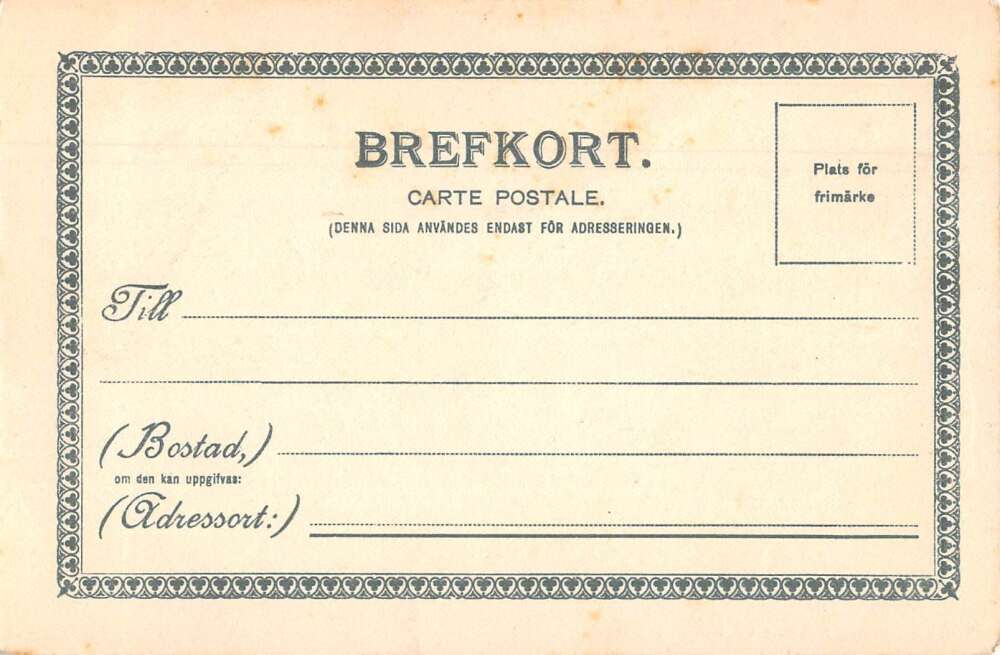 BREFKORT.
CARTE POSTALE.
(DENNA SIDA ANVÄNDES ENDAST FÖR ADRESSERINGEN.)
Plats för
frimärke
Till
(Bostad,)
om den kan uppgifvas:
(Adressort:)